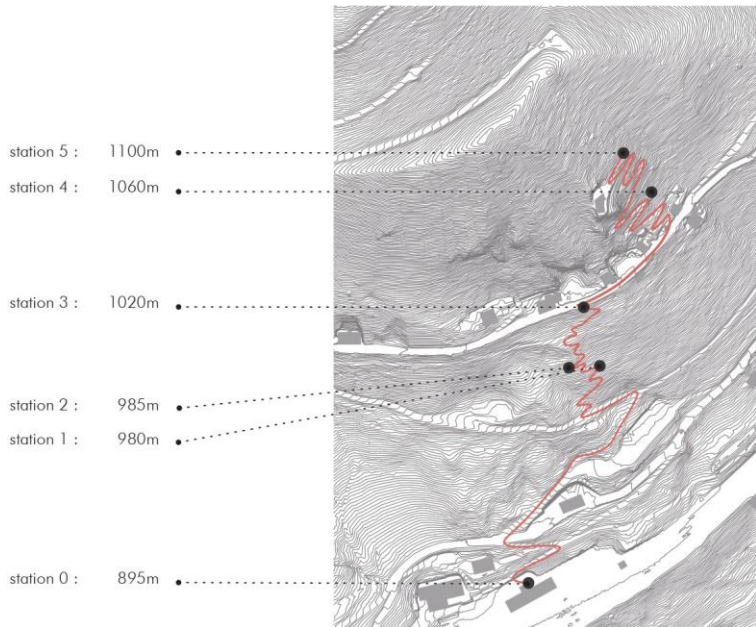 station 5 : 1100m
station 4 : 1060m
station 3 : 1020m
station 2 : 985m
station 1 : 980m
station 0 : 895m